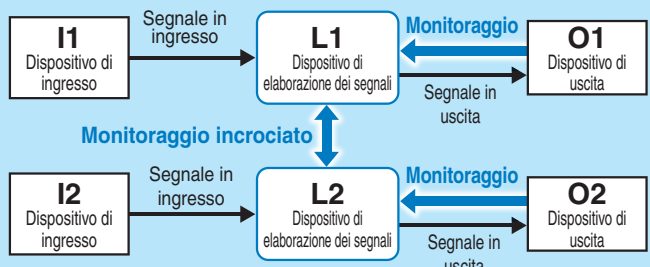 I1
Dispositivo di
ingresso
Segnale in
ingresso
L1
Dispositivo di
elaborazione dei segnali
Monitoraggio
Segnale in
uscita
O1
Dispositivo di
uscita
Monitoraggio incrociato
I2
Dispositivo di
ingresso
Segnale in
ingresso
L2
Dispositivo di
elaborazione dei segnali
Monitoraggio
Segnale in
uscita
O2
Dispositivo di
uscita